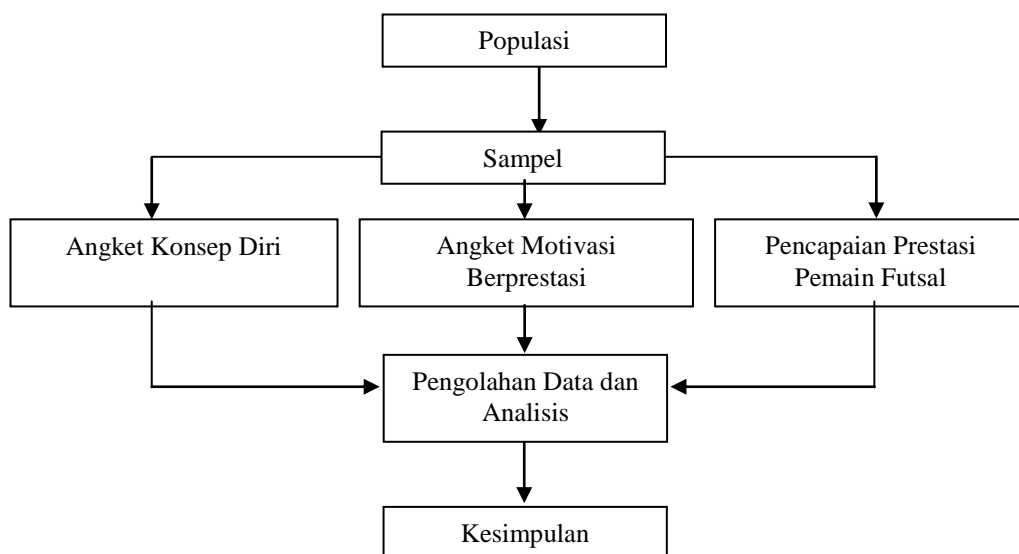 Populasi
Sampel
Angket Konsep Diri
Angket Motivasi
Berprestasi
Pencapaian Prestasi
Pemain Futsal
Pengolahan Data dan
Analisis
Kesimpulan